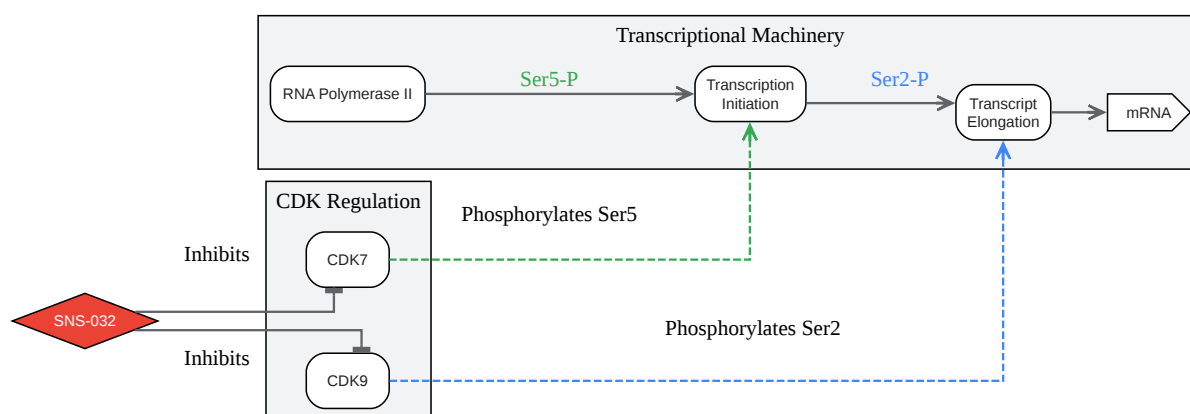 Transcriptional Machinery
RNA Polymerase II
Ser5-P
Transcription
Initiation
Ser2-P
Transcript
Elongation
mRNA
CDK Regulation
Phosphorylates Ser5
Inhibits
CDK7
SNS-032
Phosphorylates Ser2
Inhibits
CDK9